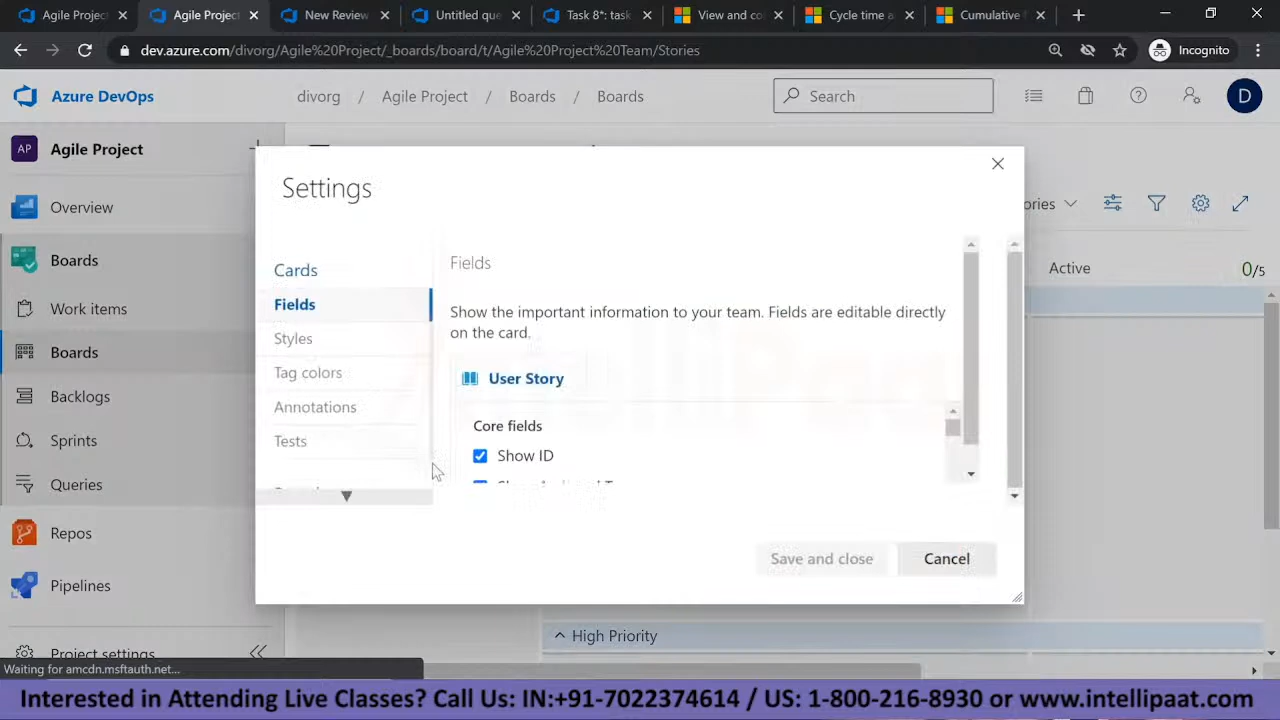 Agile Projec
Agile Projec
New Review
Untitled que
Task 8*: task
View and co
Cycle time a
Cumulative f
dev.azure.com/divorg/Agile%20Project/_boards/board/t/Agile%20Project%20Team/Stories
Incognito
Azure DevOps
divorg / Agile Project / Boards / Boards
Search
D
AP Agile Project
Overview
Boards
Work items
Boards
Backlogs
Sprints
Queries
Repos
Pipelines
Project settings
ories
Active
0/5
Settings
Cards
Fields
Styles
Tag colors
Annotations
Tests
Fields
Show the important information to your team. Fields are editable directly
on the card.
User Story
Core fields
Show ID
Save and close
Cancel
High Priority
Waiting for amcdn.msftauth.net...
Interested in Attending Live Classes? Call Us: IN:+91-7022374614 / US: 1-800-216-8930 or www.intellipaat.com